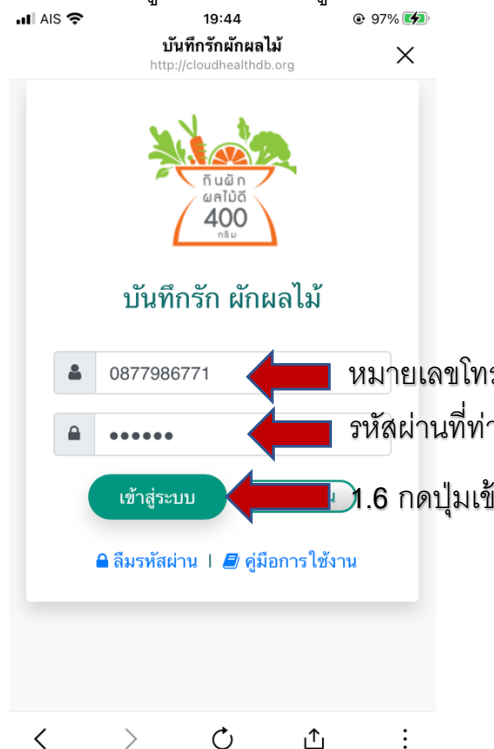 AIS 19:44 97%
บันทึกรักผักผลไม้
http://cloudhealthdb.org
กินผัก
ผลไม้ดี
400
กรัม
บันทึกรัก ผักผลไม้
0877986771
หมายเลขโทร
รหัสผ่านที่ท่า
เข้าสู่ระบบ
1.6 กดปุ่มเข้
ลืมรหัสผ่าน | คู่มือการใช้งาน